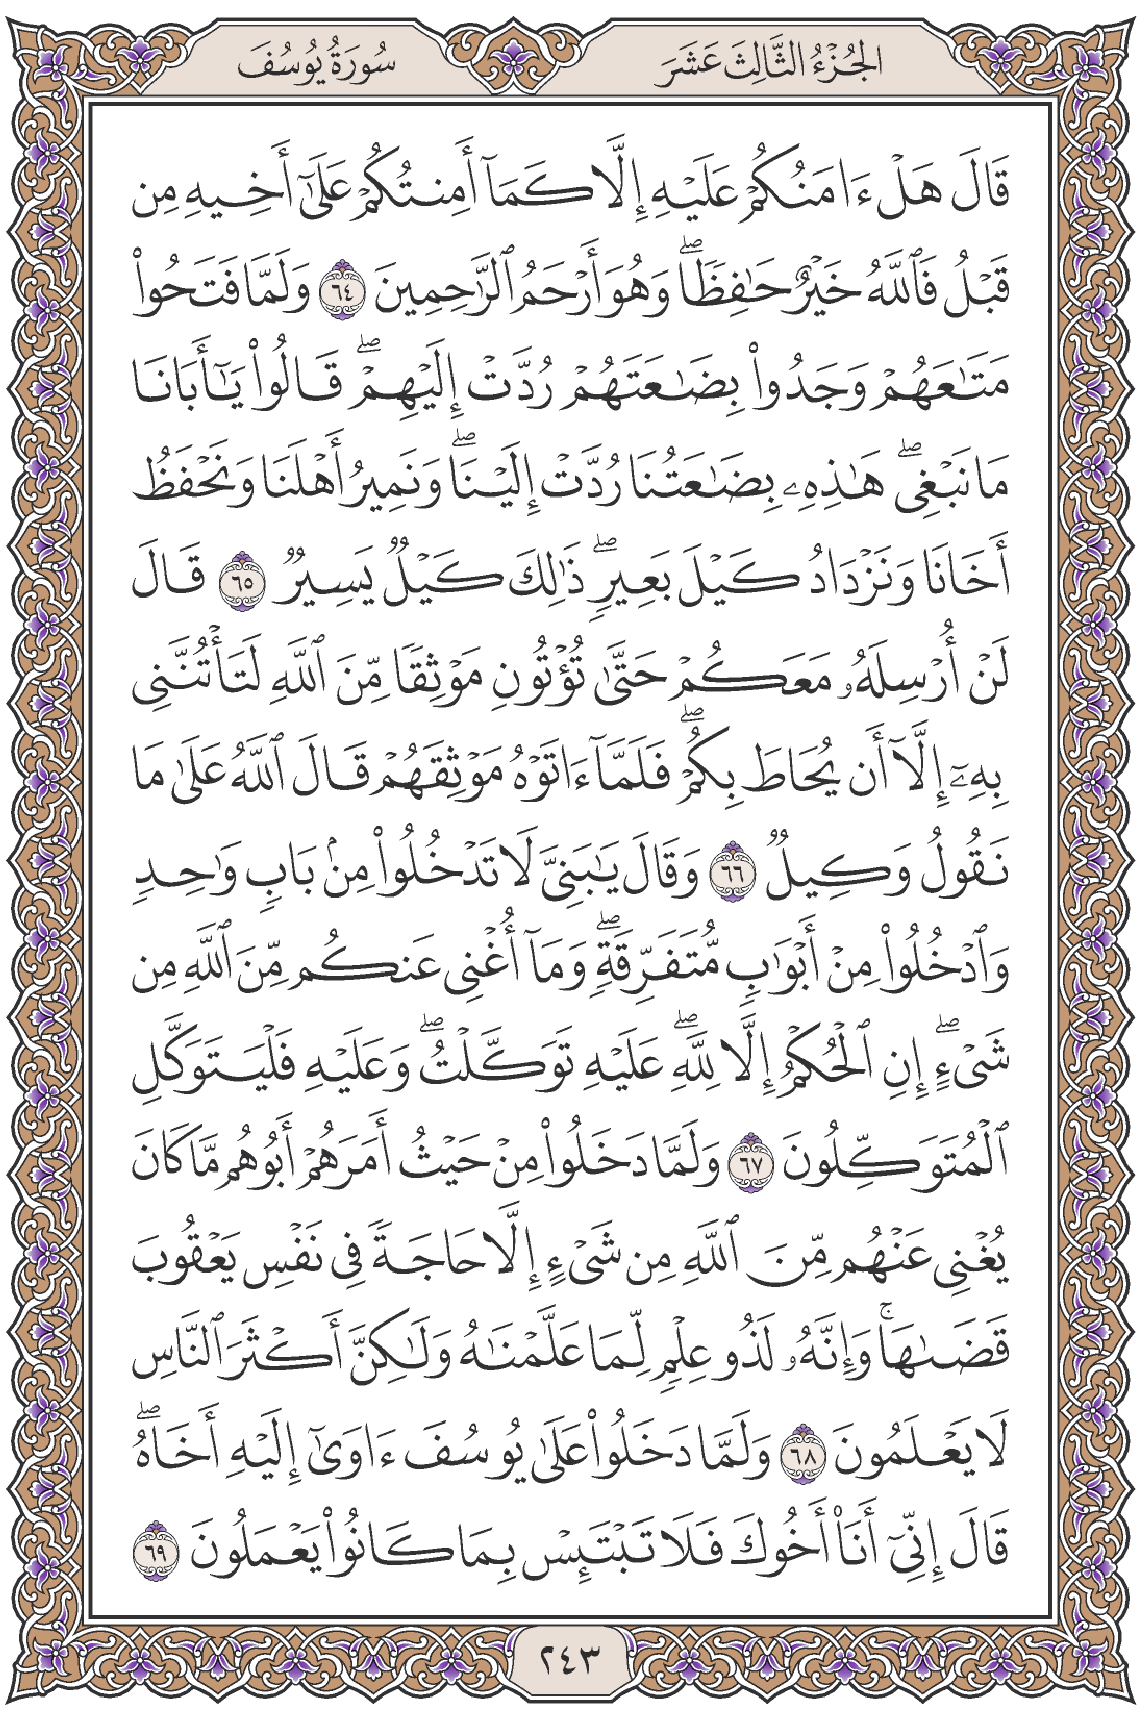 الجُزْءُ الثَّالِثَ عَشَرَ
سُورَةُ يُوسُفَ
قَالَ هَلْ ءَامَنُكُمْ عَلَيْهِ إِلَّا كَمَآ أَمِنتُكُمْ عَلَىٰٓ أَخِيهِ مِن
قَبْلُ فَٱللَّهُ خَيْرٌ حَٰفِظًاۖ وَهُوَ أَرْحَمُ ٱلرَّٰحِمِينَ ٦٤ وَلَمَّا فَتَحُوا۟
مَتَٰعَهُمْ وَجَدُوا۟ بِضَٰعَتَهُمْ رُدَّتْ إِلَيْهِمْۖ قَالُوا۟ يَٰٓأَبَانَا
مَا نَبْغِىۖ هَٰذِهِۦ بِضَٰعَتُنَا رُدَّتْ إِلَيْنَاۖ وَنَمِيرُ أَهْلَنَا وَنَحْفَظُ
أَخَانَا وَنَزْدَادُ كَيْلَ بَعِيرٍۖ ذَٰلِكَ كَيْلٌ يَسِيرٌ ٦٥ قَالَ
لَنْ أُرْسِلَهُۥ مَعَكُمْ حَتَّىٰ تُؤْتُونِ مَوْثِقًا مِّنَ ٱللَّهِ لَتَأْتُنَّنِى
بِهِۦٓ إِلَّآ أَن يُحَاطَ بِكُمْۖ فَلَمَّآ ءَاتَوْهُ مَوْثِقَهُمْ قَالَ ٱللَّهُ عَلَىٰ مَا
نَقُولُ وَكِيلٌ ٦٦ وَقَالَ يَٰبَنِىَّ لَا تَدْخُلُوا۟ مِنۢ بَابٍ وَٰحِدٍ
وَٱدْخُلُوا۟ مِنْ أَبْوَٰبٍ مُّتَفَرِّقَةٍۖ وَمَآ أُغْنِى عَنكُم مِّنَ ٱللَّهِ مِن
شَىْءٍۖ إِنِ ٱلْحُكْمُ إِلَّا لِلَّهِۖ عَلَيْهِ تَوَكَّلْتُۖ وَعَلَيْهِ فَلْيَتَوَكَّلِ
ٱلْمُتَوَكِّلُونَ ٦٧ وَلَمَّا دَخَلُوا۟ مِنْ حَيْثُ أَمَرَهُمْ أَبُوهُم مَّا كَانَ
يُغْنِى عَنْهُم مِّنَ ٱللَّهِ مِن شَىْءٍ إِلَّا حَاجَةً فِى نَفْسِ يَعْقُوبَ
قَضَىٰهَاۚ وَإِنَّهُۥ لَذُو عِلْمٍ لِّمَا عَلَّمْنَٰهُ وَلَٰكِنَّ أَكْثَرَ ٱلنَّاسِ
لَا يَعْلَمُونَ ٦٨ وَلَمَّا دَخَلُوا۟ عَلَىٰ يُوسُفَ ءَاوَىٰٓ إِلَيْهِ أَخَاهُۖ
قَالَ إِنِّىٓ أَنَا۠ أَخُوكَ فَلَا تَبْتَئِسْ بِمَا كَانُوا۟ يَعْمَلُونَ ٦٩
٢٤٣